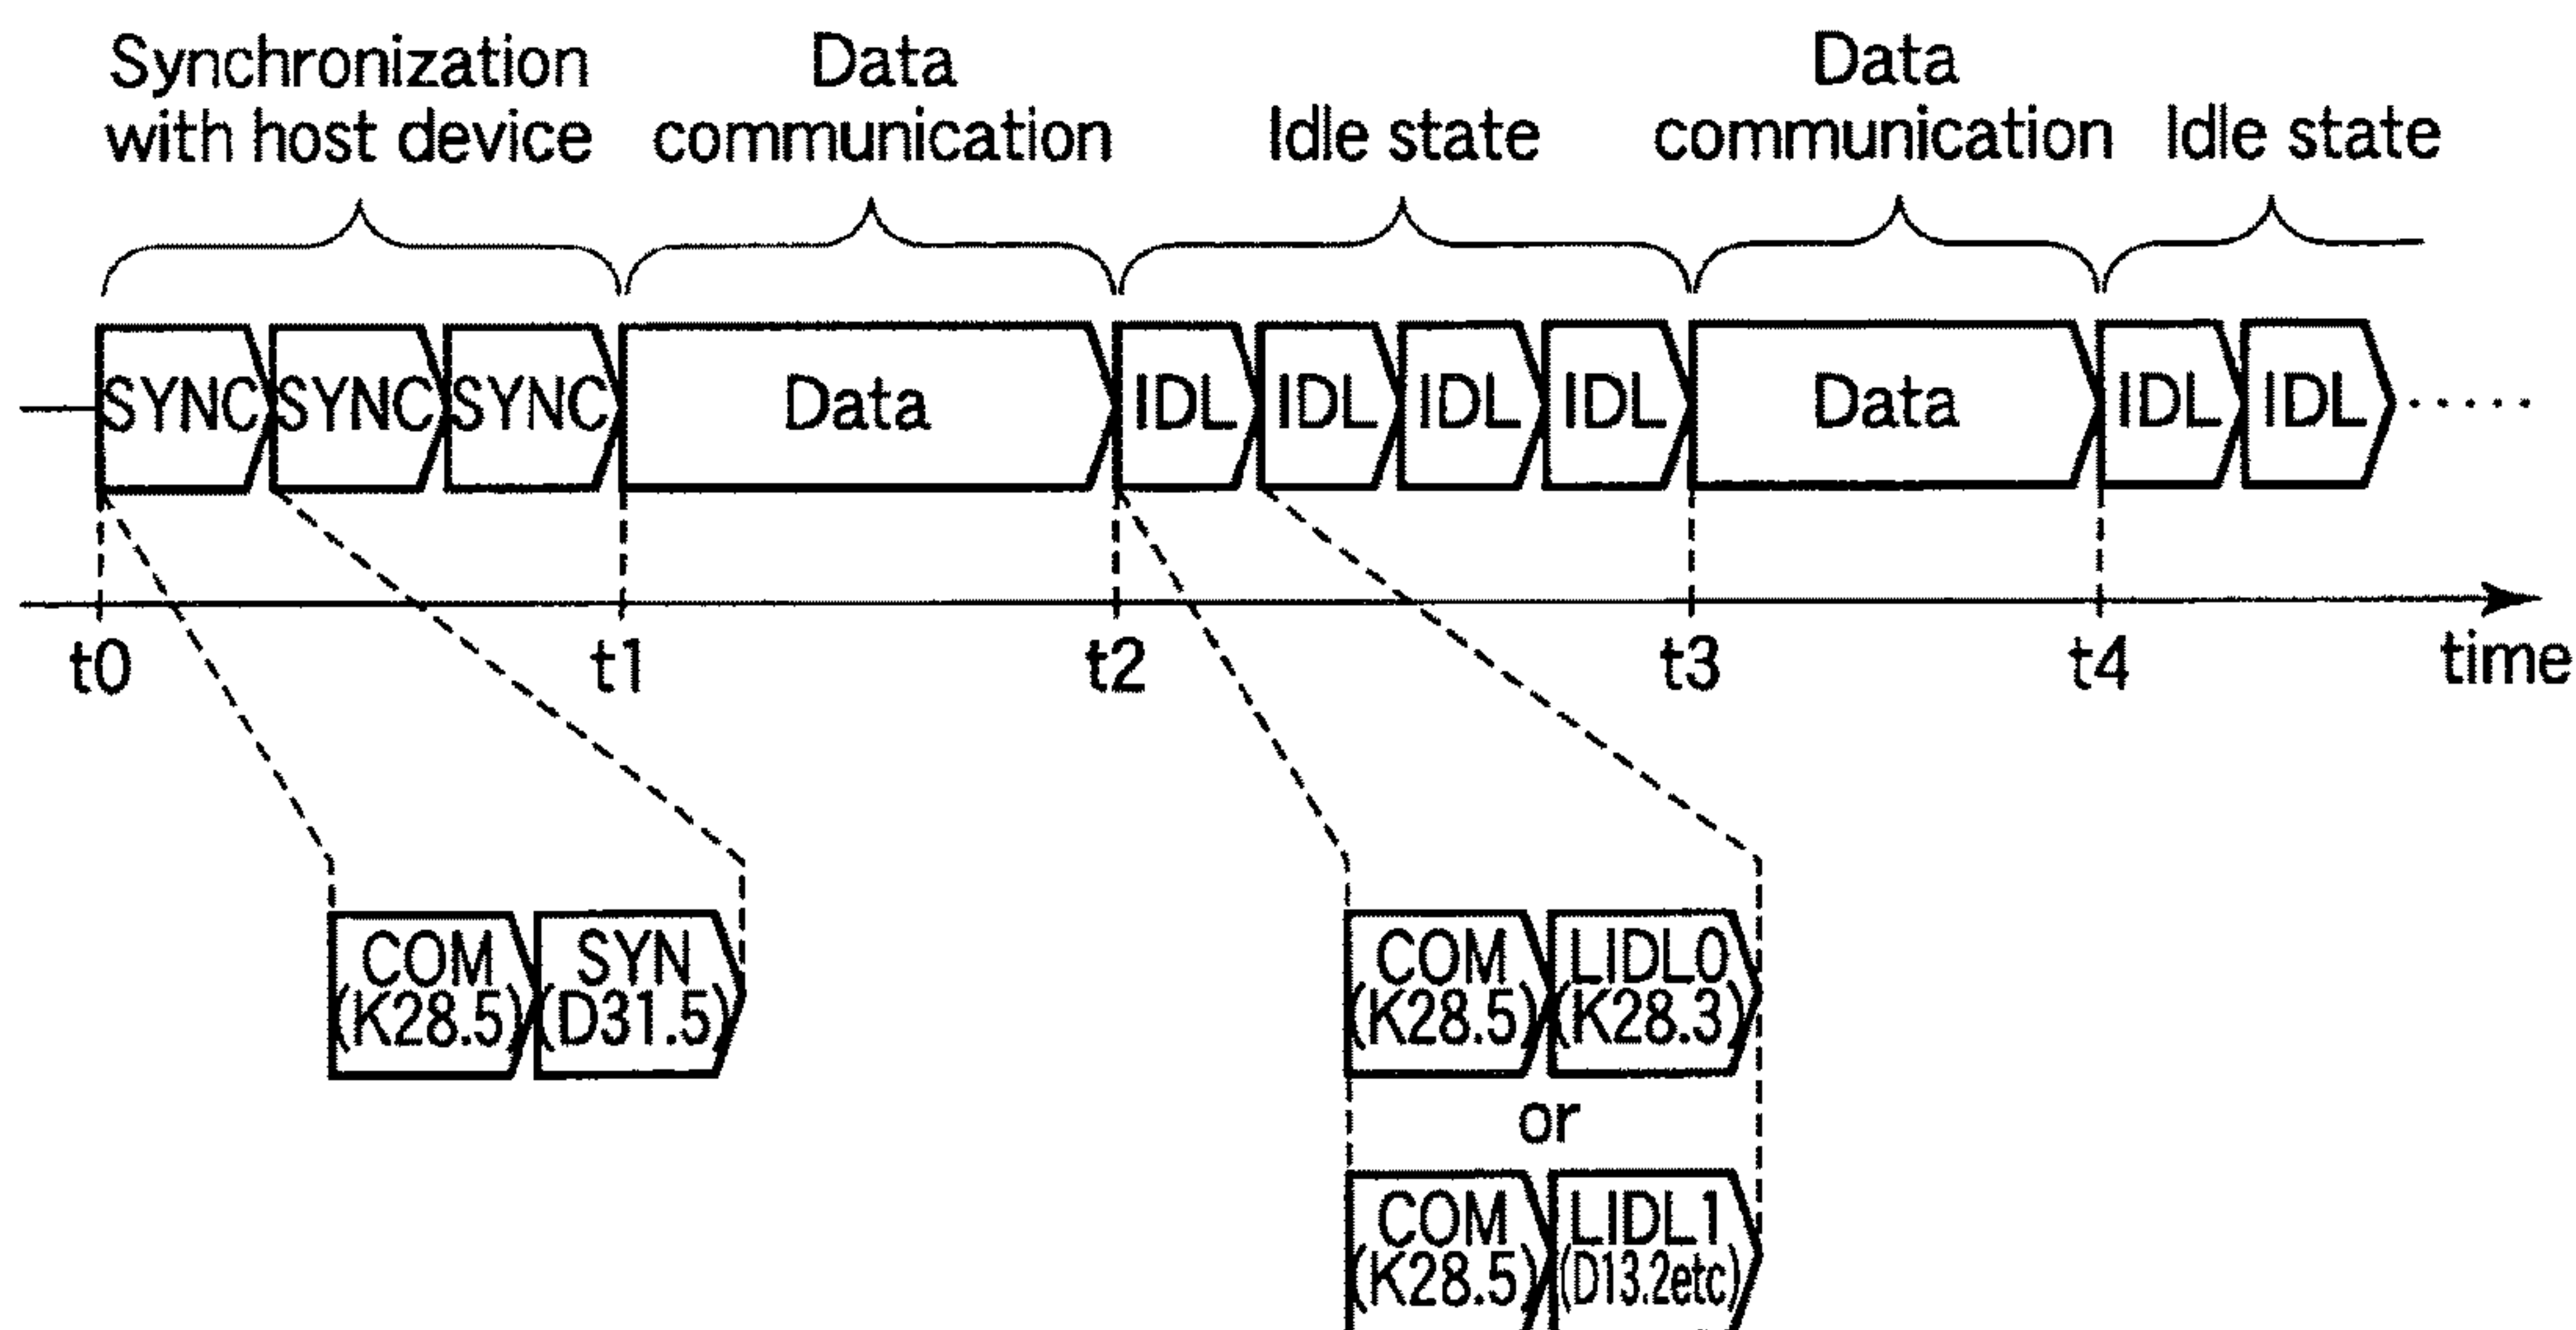 Synchronization
with host device
Data
communication
Idle state
Data
communication
Idle state
SYNC SYNC SYNC Data IDL IDL IDL IDL Data IDL IDL
t0 t1 t2 t3 t4 time
COM
(K28.5)
SYN
(D31.5)
COM
(K28.5)
LIDL0
(K28.3)
or
COM
(K28.5)
LIDL1
(D13.2etc)